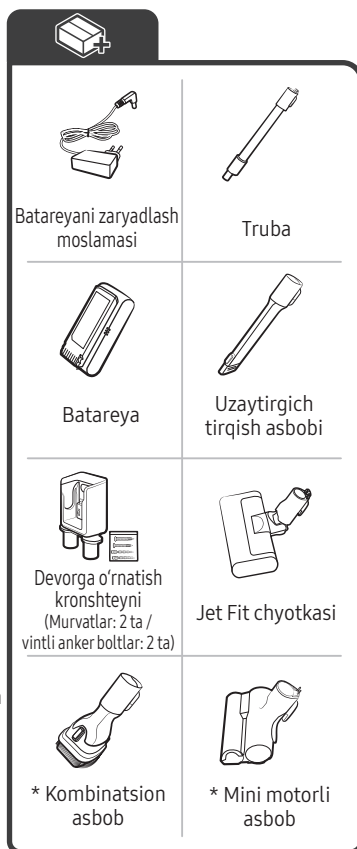 Batareyani zaryadlash
moslamasi
Truba
Batareya
Uzaytirgich
tirqish asbobi
Devorga o‘rnatish
kronshteyni
(Murvatlar: 2 ta /
vintli anker boltlar: 2 ta)
Jet Fit chyotkasi
* Kombinatsion
asbob
* Mini motorli
asbob